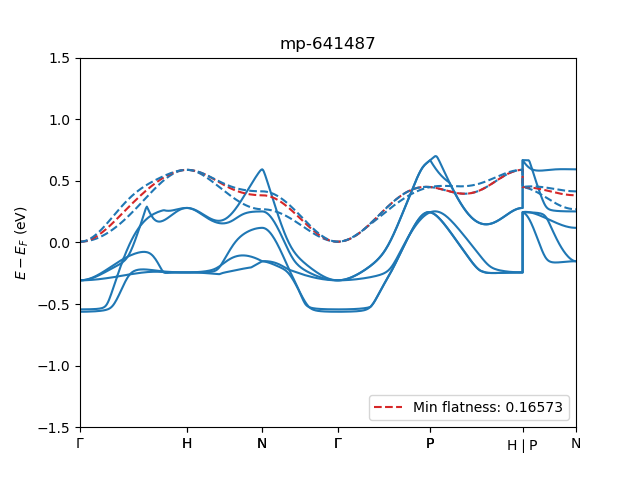 mp-641487
1.5
1.0
0.5
0.0
−0.5
−1.0
−1.5
E − E_F (eV)
Min flatness: 0.16573
Γ H N Γ P H | P N